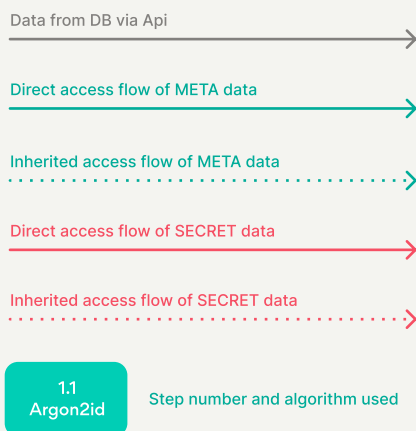 Data from DB via Api
Direct access flow of META data
Inherited access flow of META data
Direct access flow of SECRET data
Inherited access flow of SECRET data
1.1
Argon2id
Step number and algorithm used